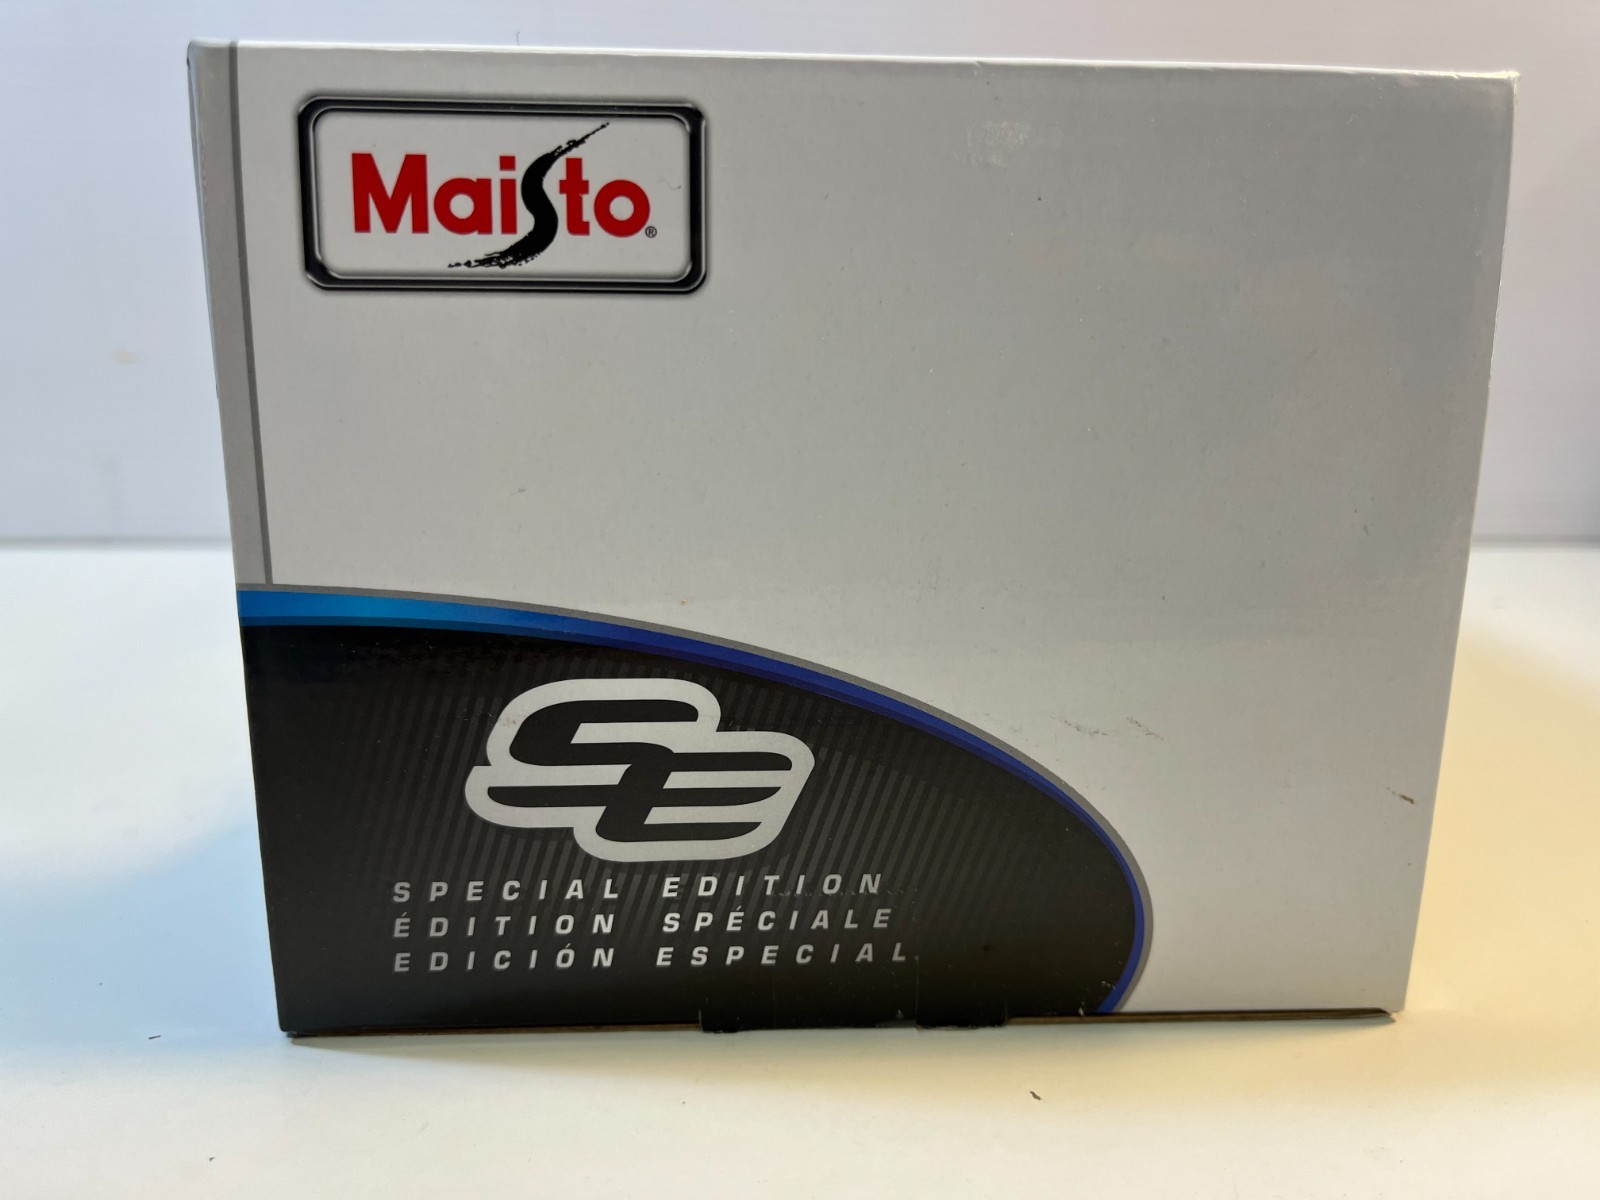 Maisto®
SE
SPECIAL EDITION
ÉDITION SPÉCIALE
EDICIÓN ESPECIAL